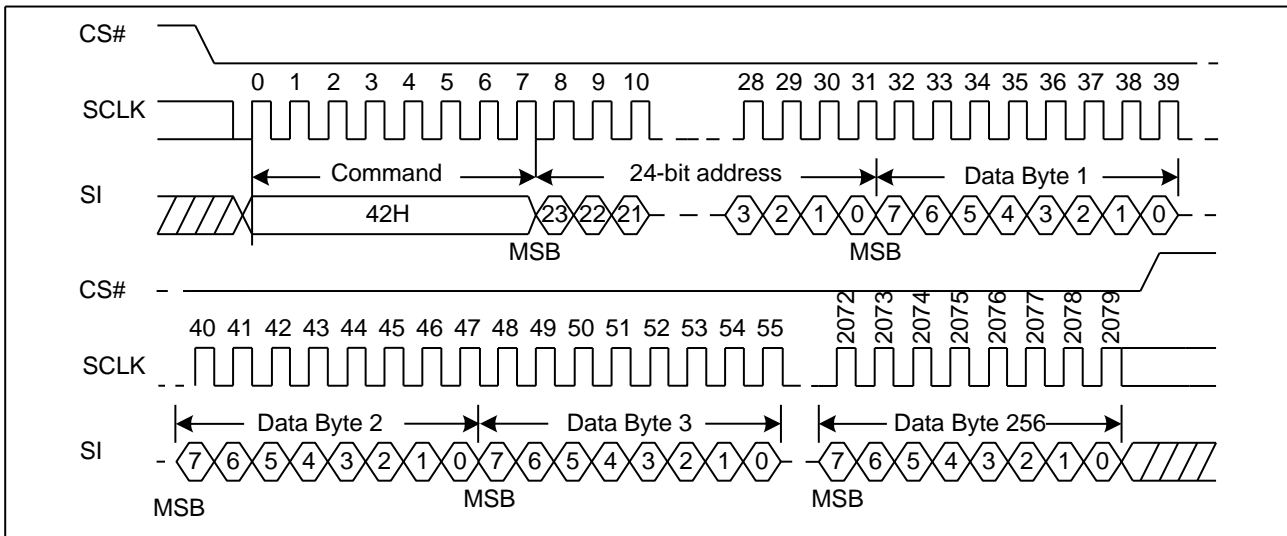 CS#
0 1 2 3 4 5 6 7 8 9 10 28 29 30 31 32 33 34 35 36 37 38 39
SCLK
Command 24-bit address Data Byte 1
SI
42H 23 22 21 3 2 1 0 7 6 5 4 3 2 1 0
MSB MSB
CS#
2072 2073 2074 2075 2076 2077 2078 2079
40 41 42 43 44 45 46 47 48 49 50 51 52 53 54 55
SCLK
Data Byte 2 Data Byte 3 Data Byte 256
SI
7 6 5 4 3 2 1 0 7 6 5 4 3 2 1 0 7 6 5 4 3 2 1 0
MSB MSB MSB